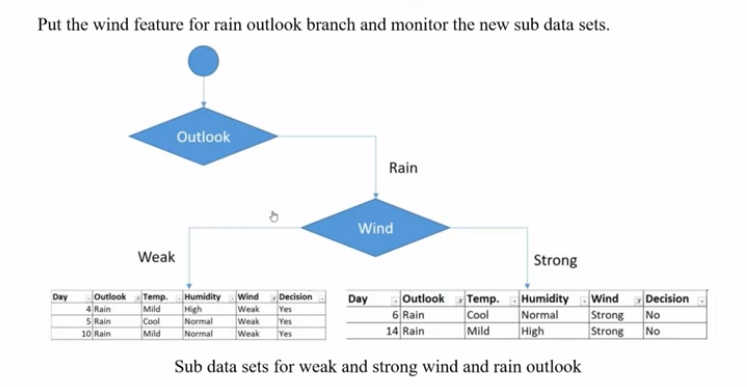 Put the wind feature for rain outlook branch and monitor the new sub data sets.
Outlook
Rain
Wind
Weak
Strong
Day Outlook Temp. Humidity Wind Decision
4 Rain Mild High Weak Yes
5 Rain Cool Normal Weak Yes
10 Rain Mild Normal Weak Yes
Day Outlook Temp. Humidity Wind Decision
6 Rain Cool Normal Strong No
14 Rain Mild High Strong No
Sub data sets for weak and strong wind and rain outlook